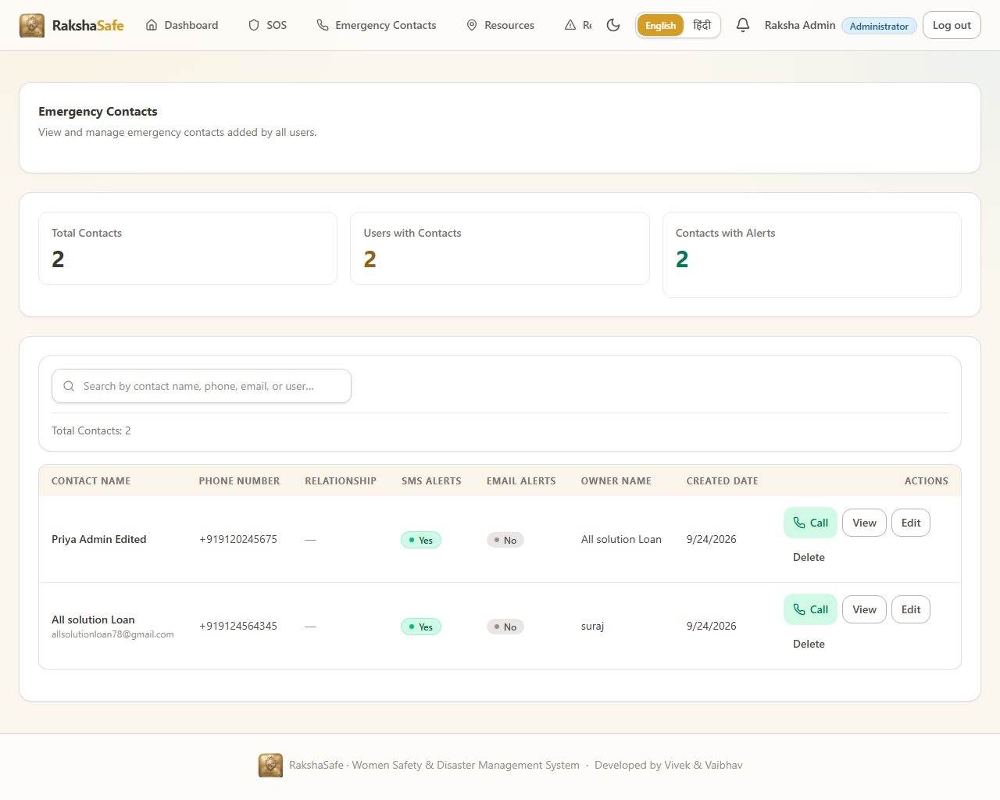 RakshaSafe
Dashboard
SOS
Emergency Contacts
Resources
Re
English
हिंदी
Raksha Admin
Administrator
Log out
Emergency Contacts
View and manage emergency contacts added by all users.
Total Contacts
2
Users with Contacts
2
Contacts with Alerts
2
Search by contact name, phone, email, or user...
Total Contacts: 2
CONTACT NAME PHONE NUMBER RELATIONSHIP SMS ALERTS EMAIL ALERTS OWNER NAME CREATED DATE ACTIONS
Priya Admin Edited +919120245675 — Yes No All solution Loan 9/24/2026 Call View Edit
Delete
All solution Loan
allsolutionloan78@gmail.com
+919124564345 — Yes No suraj 9/24/2026 Call View Edit
Delete
RakshaSafe · Women Safety & Disaster Management System · Developed by Vivek & Vaibhav